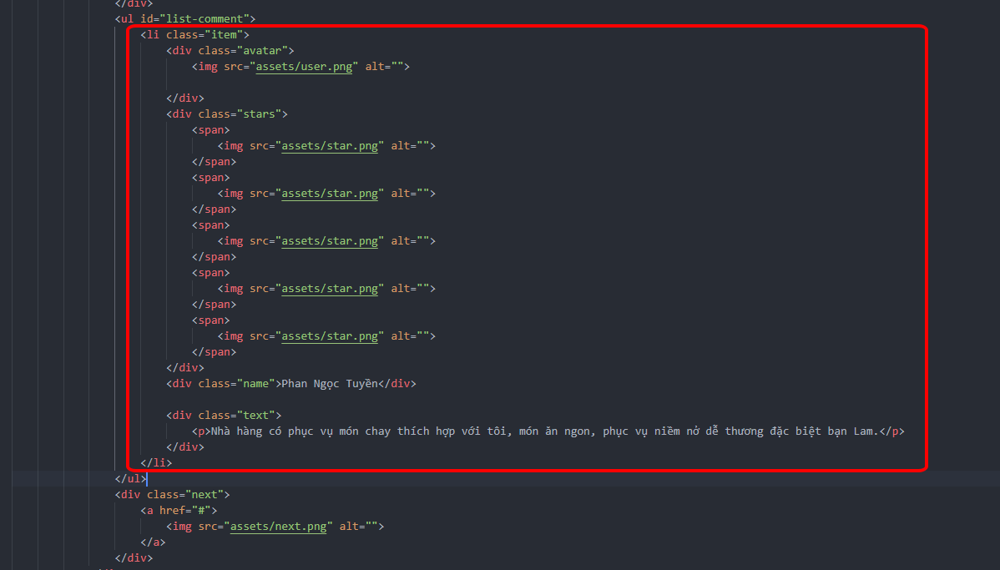 </div>
<ul id="list-comment">
<li class="item">
<div class="avatar">
<img src="assets/user.png" alt="">
</div>
<div class="stars">
<span>
<img src="assets/star.png" alt="">
</span>
<span>
<img src="assets/star.png" alt="">
</span>
<span>
<img src="assets/star.png" alt="">
</span>
<span>
<img src="assets/star.png" alt="">
</span>
<span>
<img src="assets/star.png" alt="">
</span>
</div>
<div class="name">Phan Ngọc Tuyền</div>
<div class="text">
<p>Nhà hàng có phục vụ món chay thích hợp với tôi, món ăn ngon, phục vụ niềm nở dễ thương đặc biệt bạn Lam.</p>
</div>
</li>
</ul>
<div class="next">
<a href="#">
<img src="assets/next.png" alt="">
</a>
</div>